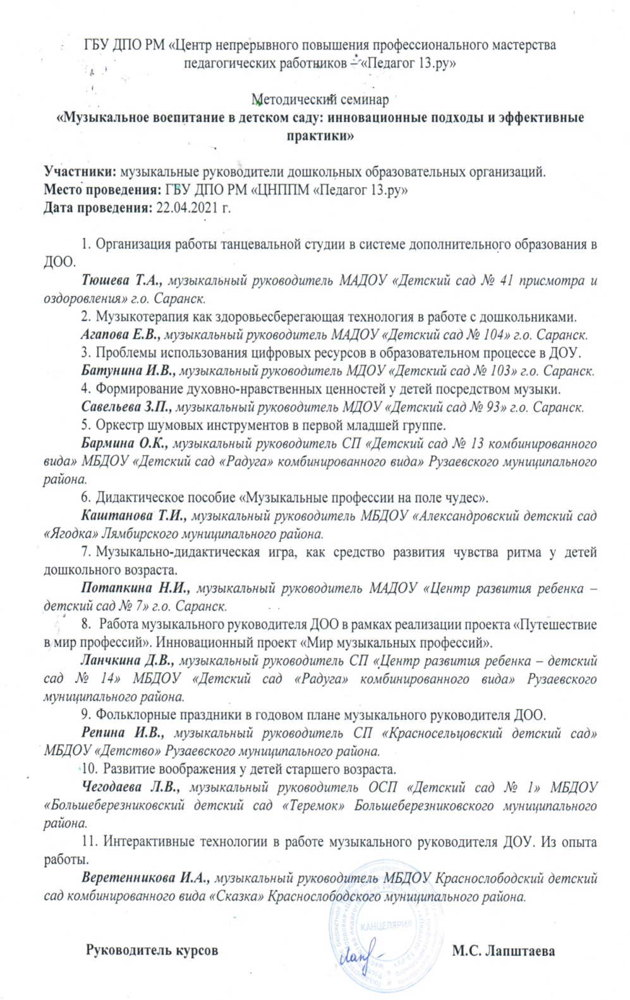 ГБУ ДПО РМ «Центр непрерывного повышения профессионального мастерства
педагогических работников – «Педагог 13.ру»
Методический семинар
«Музыкальное воспитание в детском саду: инновационные подходы и эффективные
практики»
Участники: музыкальные руководители дошкольных образовательных организаций.
Место проведения: ГБУ ДПО РМ «ЦНППМ «Педагог 13.ру»
Дата проведения: 22.04.2021 г.
1. Организация работы танцевальной студии в системе дополнительного образования в
ДОО.
Тюшева Т.А., музыкальный руководитель МАДОУ «Детский сад № 41 присмотра и
оздоровления» г.о. Саранск.
2. Музыкотерапия как здоровьесберегающая технология в работе с дошкольниками.
Агапова Е.В., музыкальный руководитель МАДОУ «Детский сад № 104» г.о. Саранск.
3. Проблемы использования цифровых ресурсов в образовательном процессе в ДОУ.
Батунина И.В., музыкальный руководитель МДОУ «Детский сад № 103» г.о. Саранск.
4. Формирование духовно-нравственных ценностей у детей посредством музыки.
Савельева З.П., музыкальный руководитель МДОУ «Детский сад № 93» г.о. Саранск.
5. Оркестр шумовых инструментов в первой младшей группе.
Бармина О.К., музыкальный руководитель СП «Детский сад № 13 комбинированного
вида» МБДОУ «Детский сад «Радуга» комбинированного вида» Рузаевского муниципального
района.
6. Дидактическое пособие «Музыкальные профессии на поле чудес».
Каштанова Т.И., музыкальный руководитель МБДОУ «Александровский детский сад
«Ягодка» Лямбирского муниципального района.
7. Музыкально-дидактическая игра, как средство развития чувства ритма у детей
дошкольного возраста.
Потапкина Н.И., музыкальный руководитель МАДОУ «Центр развития ребенка –
детский сад № 7» г.о. Саранск.
8. Работа музыкального руководителя ДОО в рамках реализации проекта «Путешествие
в мир профессий». Инновационный проект «Мир музыкальных профессий».
Ланчкина Д.В., музыкальный руководитель СП «Центр развития ребенка – детский
сад № 14» МБДОУ «Детский сад «Радуга» комбинированного вида» Рузаевского
муниципального района.
9. Фольклорные праздники в годовом плане музыкального руководителя ДОО.
Репина И.В., музыкальный руководитель СП «Красносельцовский детский сад»
МБДОУ «Детство» Рузаевского муниципального района.
10. Развитие воображения у детей старшего возраста.
Чегодаева Л.В., музыкальный руководитель ОСП «Детский сад № 1» МБДОУ
«Большеберезниковский детский сад «Теремок» Большеберезниковского муниципального
района.
11. Интерактивные технологии в работе музыкального руководителя ДОУ. Из опыта
работы.
Веретенникова И.А., музыкальный руководитель МБДОУ Краснослободский детский
сад комбинированного вида «Сказка» Краснослободского муниципального района.
КАНЦЕЛЯРИЯ
Руководитель курсов М.С. Лапштаева